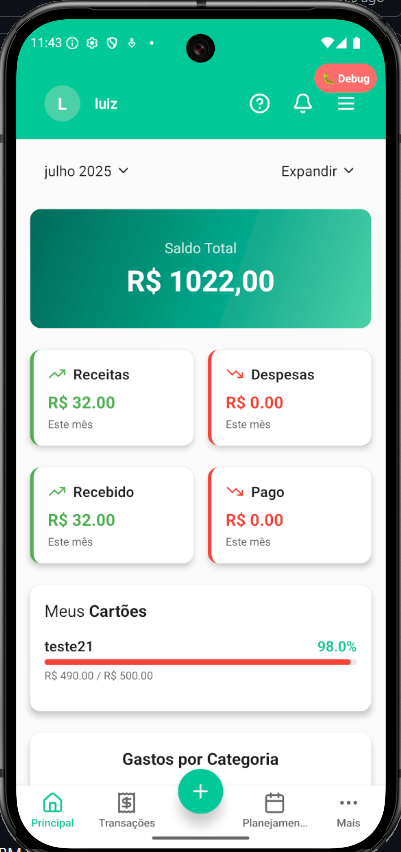 11:43
🐛 Debug
L luiz
julho 2025 Expandir
Saldo Total
R$ 1022,00
Receitas Despesas
R$ 32.00 R$ 0.00
Este mês Este mês
Recebido Pago
R$ 32.00 R$ 0.00
Este mês Este mês
Meus Cartões
teste21 98.0%
R$ 490.00 / R$ 500.00
Gastos por Categoria
Principal Transações Planejamen... Mais